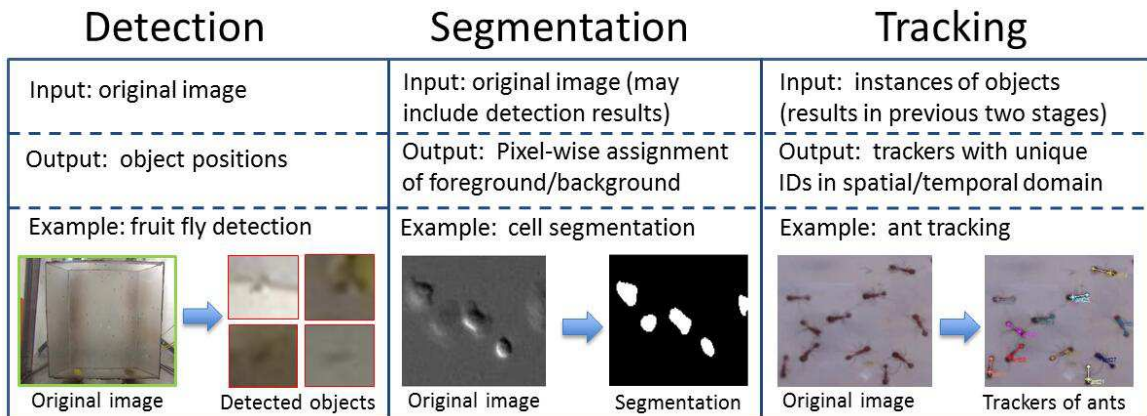 Detection
Segmentation
Tracking
Input: original image
Input: original image (may
include detection results)
Input: instances of objects
(results in previous two stages)
Output: object positions
Output: Pixel-wise assignment
of foreground/background
Output: trackers with unique
IDs in spatial/temporal domain
Example: fruit fly detection
Example: cell segmentation
Example: ant tracking
Original image
Detected objects
Original image
Segmentation
Original image
Trackers of ants